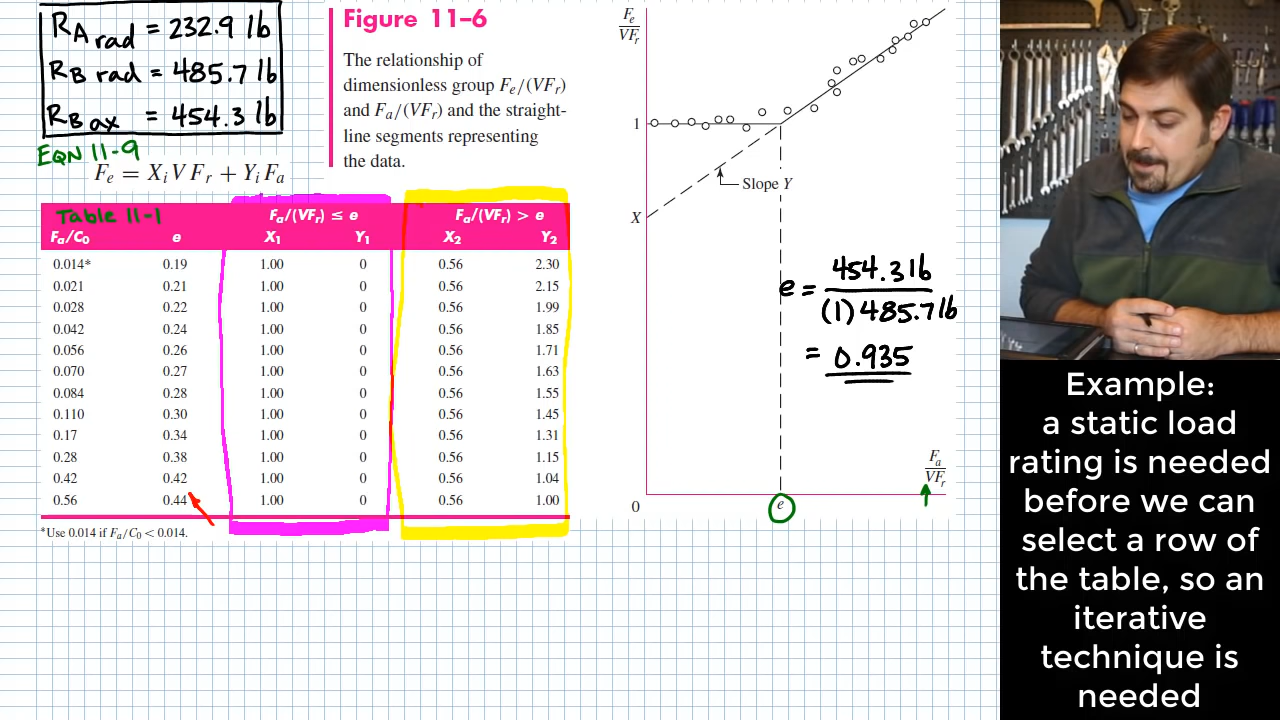 R_A rad = 232.9 lb
R_B rad = 485.7 lb
R_B ax = 454.3 lb
EQN 11-9
F_e = X_i V F_r + Y_i F_a
Figure 11–6
The relationship of
dimensionless group F_e/(VF_r)
and F_a/(VF_r) and the straight-
line segments representing
the data.
Table 11-1
F_a/(VF_r) ≤ e F_a/(VF_r) > e
F_a/C_0 e X_1 Y_1 X_2 Y_2
0.014* 0.19 1.00 0 0.56 2.30
0.021 0.21 1.00 0 0.56 2.15
0.028 0.22 1.00 0 0.56 1.99
0.042 0.24 1.00 0 0.56 1.85
0.056 0.26 1.00 0 0.56 1.71
0.070 0.27 1.00 0 0.56 1.63
0.084 0.28 1.00 0 0.56 1.55
0.110 0.30 1.00 0 0.56 1.45
0.17 0.34 1.00 0 0.56 1.31
0.28 0.38 1.00 0 0.56 1.15
0.42 0.42 1.00 0 0.56 1.04
0.56 0.44 1.00 0 0.56 1.00
*Use 0.014 if F_a/C_0 < 0.014.
F_e
VF_r
1
X
Slope Y
0
e
F_a
VF_r
e = 454.3 lb
(1) 485.7 lb
= 0.935
Example:
a static load
rating is needed
before we can
select a row of
the table, so an
iterative
technique is
needed